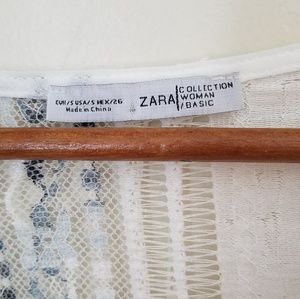 EUR/S USA/S MEX/26
Made in China
ZARA
COLLECTION
WOMAN
/BASIC